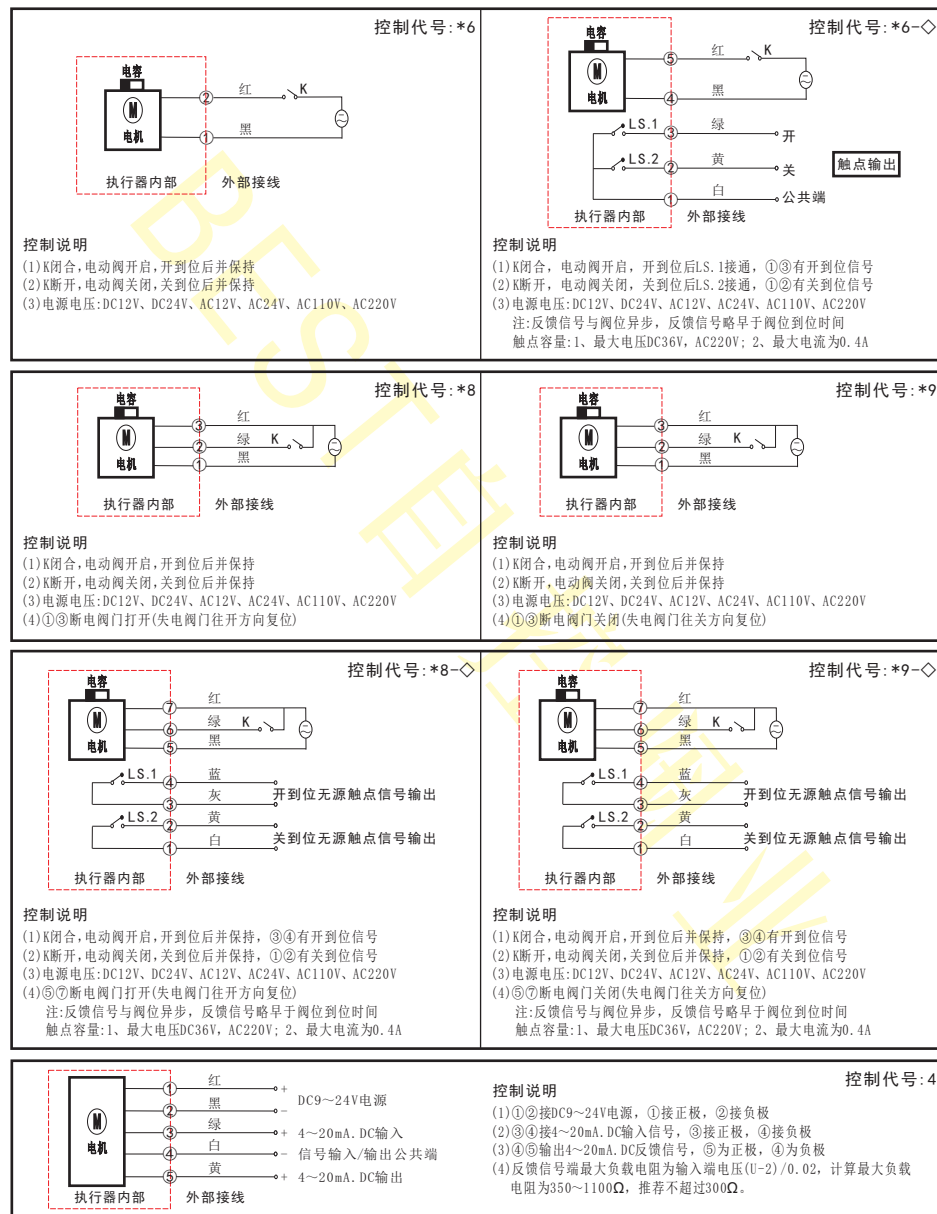 控制代号:*6
电容
M
电机
② 红 K
① 黑
执行器内部 外部接线
控制说明
(1)K闭合,电动阀开启,开到位后并保持
(2)K断开,电动阀关闭,关到位后并保持
(3)电源电压:DC12V、DC24V、AC12V、AC24V、AC110V、AC220V
控制代号:*6-◇
电容
M
电机
⑤ 红 K
④ 黑
LS.1 ③ 绿 开
LS.2 ② 黄 关
① 白 公共端
触点输出
执行器内部 外部接线
控制说明
(1)K闭合, 电动阀开启, 开到位后LS.1接通, ①③有开到位信号
(2)K断开, 电动阀关闭, 关到位后LS.2接通, ①②有关到位信号
(3)电源电压:DC12V、DC24V、AC12V、AC24V、AC110V、AC220V
注:反馈信号与阀位异步, 反馈信号略早于阀位到位时间
触点容量:1、最大电压DC36V, AC220V; 2、最大电流为0.4A
控制代号:*8
电容
M
电机
③ 红
② 绿 K
① 黑
执行器内部 外部接线
控制说明
(1)K闭合,电动阀开启,开到位后并保持
(2)K断开,电动阀关闭,关到位后并保持
(3)电源电压:DC12V、DC24V、AC12V、AC24V、AC110V、AC220V
(4)①③断电阀门打开(失电阀门往开方向复位)
控制代号:*9
电容
M
电机
③ 红
② 绿 K
① 黑
执行器内部 外部接线
控制说明
(1)K闭合,电动阀开启,开到位后并保持
(2)K断开,电动阀关闭,关到位后并保持
(3)电源电压:DC12V、DC24V、AC12V、AC24V、AC110V、AC220V
(4)①③断电阀门关闭(失电阀门往关方向复位)
控制代号:*8-◇
电容
M
电机
⑦ 红
⑥ 绿 K
⑤ 黑
LS.1 ④ 蓝
③ 灰 开到位无源触点信号输出
LS.2 ② 黄
① 白 关到位无源触点信号输出
执行器内部 外部接线
控制说明
(1)K闭合,电动阀开启,开到位后并保持, ③④有开到位信号
(2)K断开,电动阀关闭,关到位后并保持, ①②有关到位信号
(3)电源电压:DC12V、DC24V、AC12V、AC24V、AC110V、AC220V
(4)⑤⑦断电阀门打开(失电阀门往开方向复位)
注:反馈信号与阀位异步, 反馈信号略早于阀位到位时间
触点容量:1、最大电压DC36V, AC220V; 2、最大电流为0.4A
控制代号:*9-◇
电容
M
电机
⑦ 红
⑥ 绿 K
⑤ 黑
LS.1 ④ 蓝
③ 灰 开到位无源触点信号输出
LS.2 ② 黄
① 白 关到位无源触点信号输出
执行器内部 外部接线
控制说明
(1)K闭合,电动阀开启,开到位后并保持, ③④有开到位信号
(2)K断开,电动阀关闭,关到位后并保持, ①②有关到位信号
(3)电源电压:DC12V、DC24V、AC12V、AC24V、AC110V、AC220V
(4)⑤⑦断电阀门关闭(失电阀门往关方向复位)
注:反馈信号与阀位异步, 反馈信号略早于阀位到位时间
触点容量:1、最大电压DC36V, AC220V; 2、最大电流为0.4A
M
电机
① 红 +
DC9~24V电源
② 黑 -
③ 绿 + 4~20mA.DC输入
④ 白 - 信号输入/输出公共端
⑤ 黄 + 4~20mA.DC输出
执行器内部 外部接线
控制代号:4
控制说明
(1)①②接DC9~24V电源, ①接正极, ②接负极
(2)③④接4~20mA.DC输入信号, ③接正极, ④接负极
(3)④⑤输出4~20mA.DC反馈信号, ⑤为正极, ④为负极
(4)反馈信号端最大负载电阻为输入端电压(U-2)/0.02, 计算最大负载
电阻为350~1100Ω, 推荐不超过300Ω。
BEST